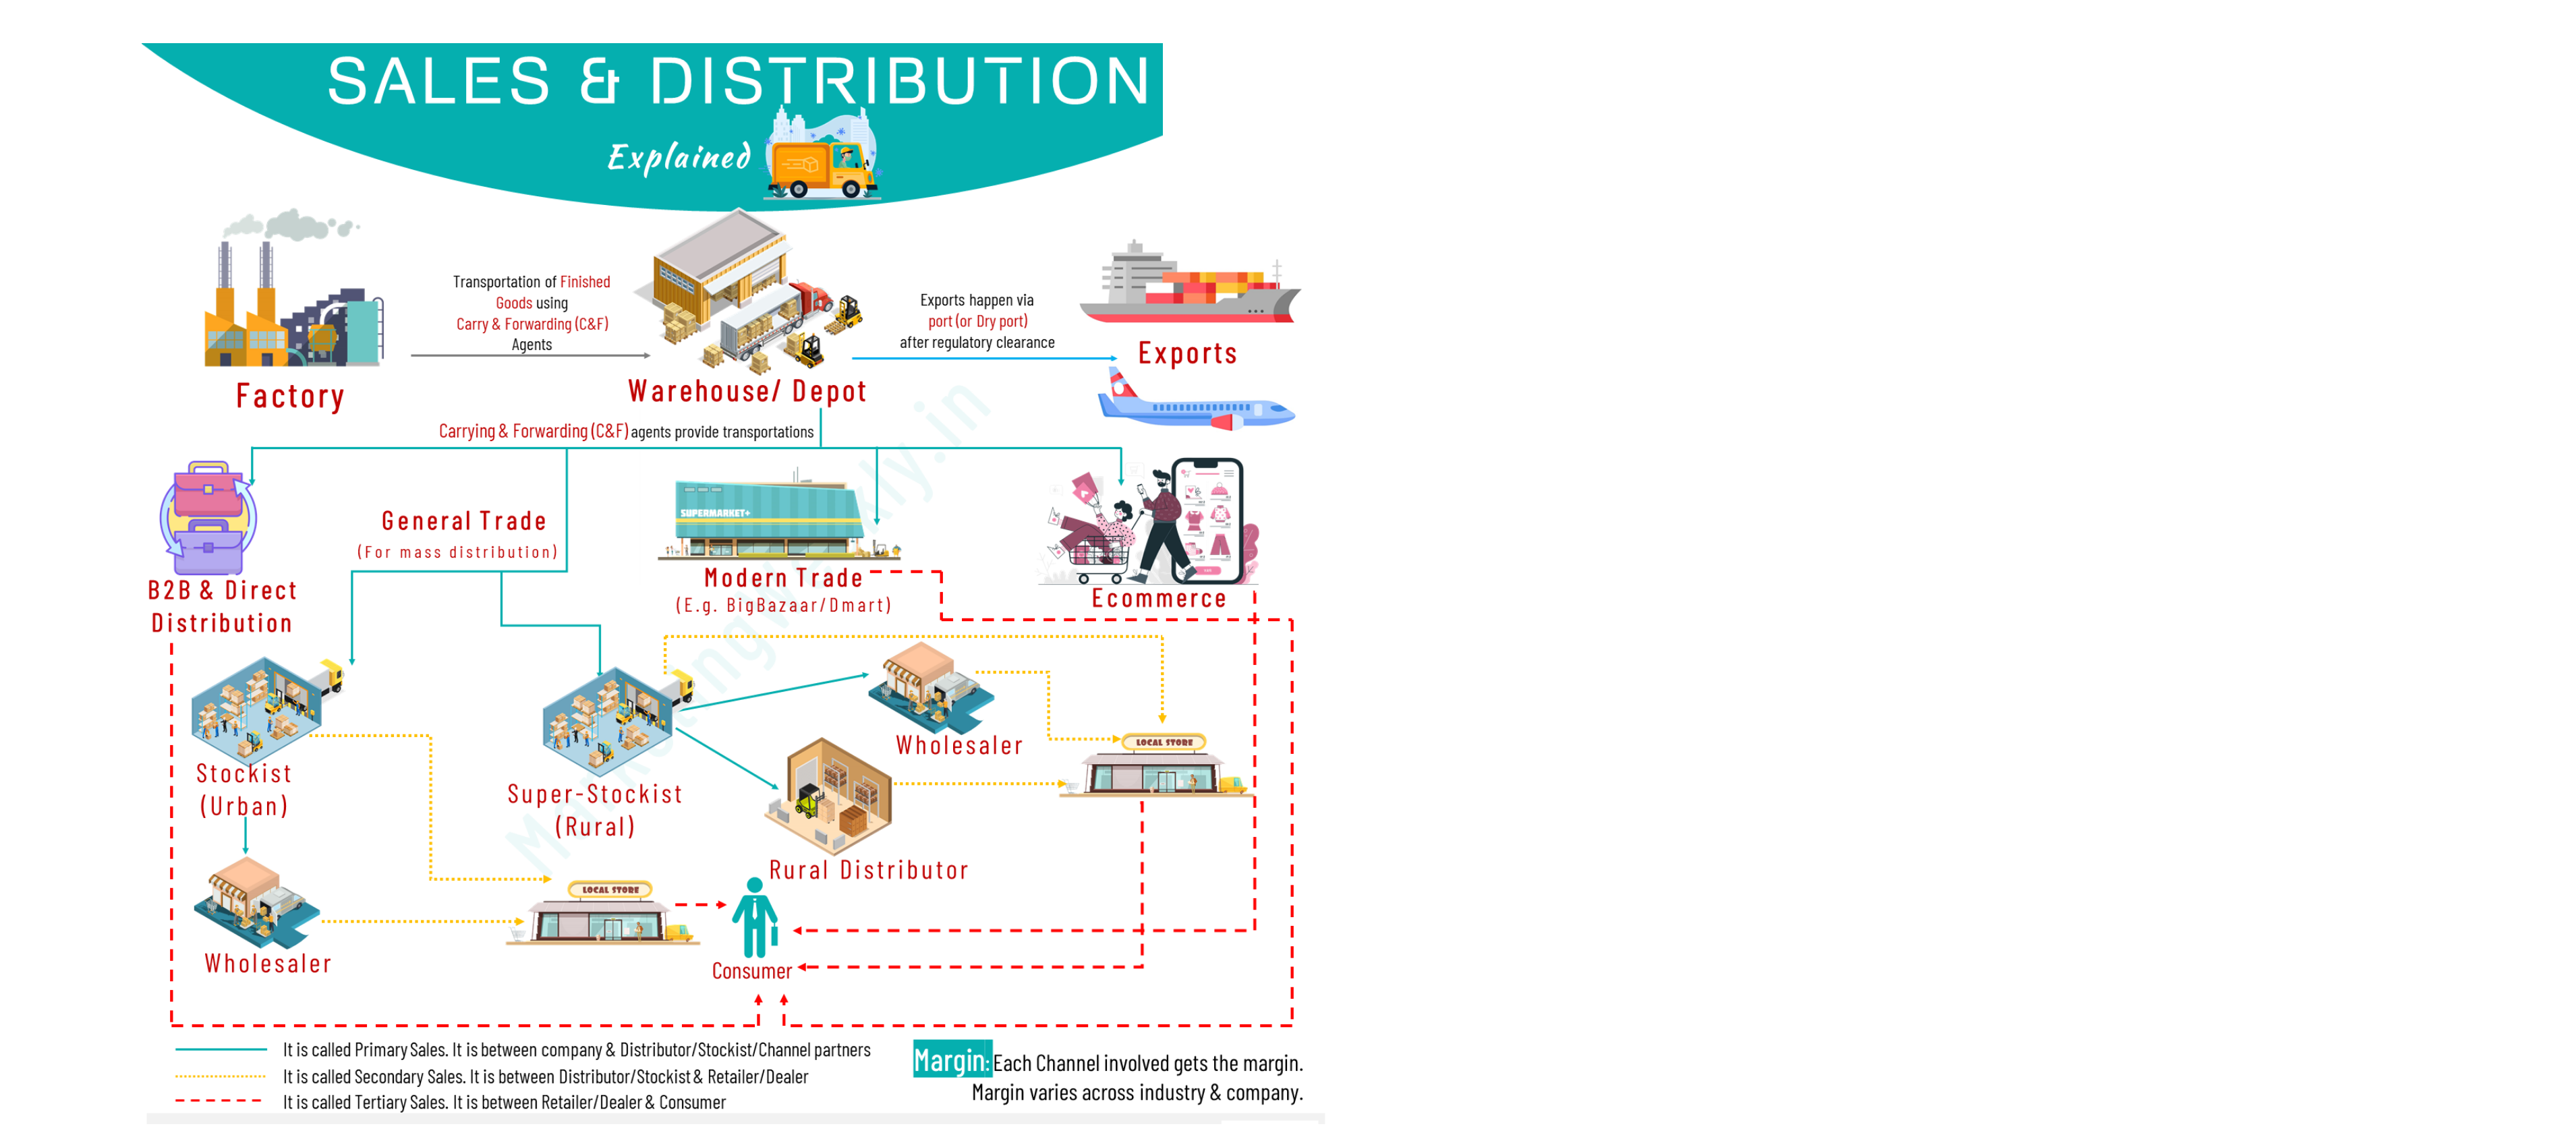 SALES & DISTRIBUTION
Explained
Transportation of Finished
Goods using
Carry & Forwarding (C&F)
Agents
Exports happen via
port (or Dry port)
after regulatory clearance
Exports
Factory
Warehouse/ Depot
Carrying & Forwarding (C&F) agents provide transportations
General Trade
(For mass distribution)
SUPERMARKET+
B2B & Direct
Distribution
Modern Trade
(E.g. BigBazaar/Dmart)
Ecommerce
Stockist
(Urban)
Super-Stockist
(Rural)
Wholesaler
LOCAL STORE
Rural Distributor
Wholesaler
LOCAL STORE
Consumer
It is called Primary Sales. It is between company & Distributor/Stockist/Channel partners
It is called Secondary Sales. It is between Distributor/Stockist & Retailer/Dealer
It is called Tertiary Sales. It is between Retailer/Dealer & Consumer
Margin: Each Channel involved gets the margin.
Margin varies across industry & company.